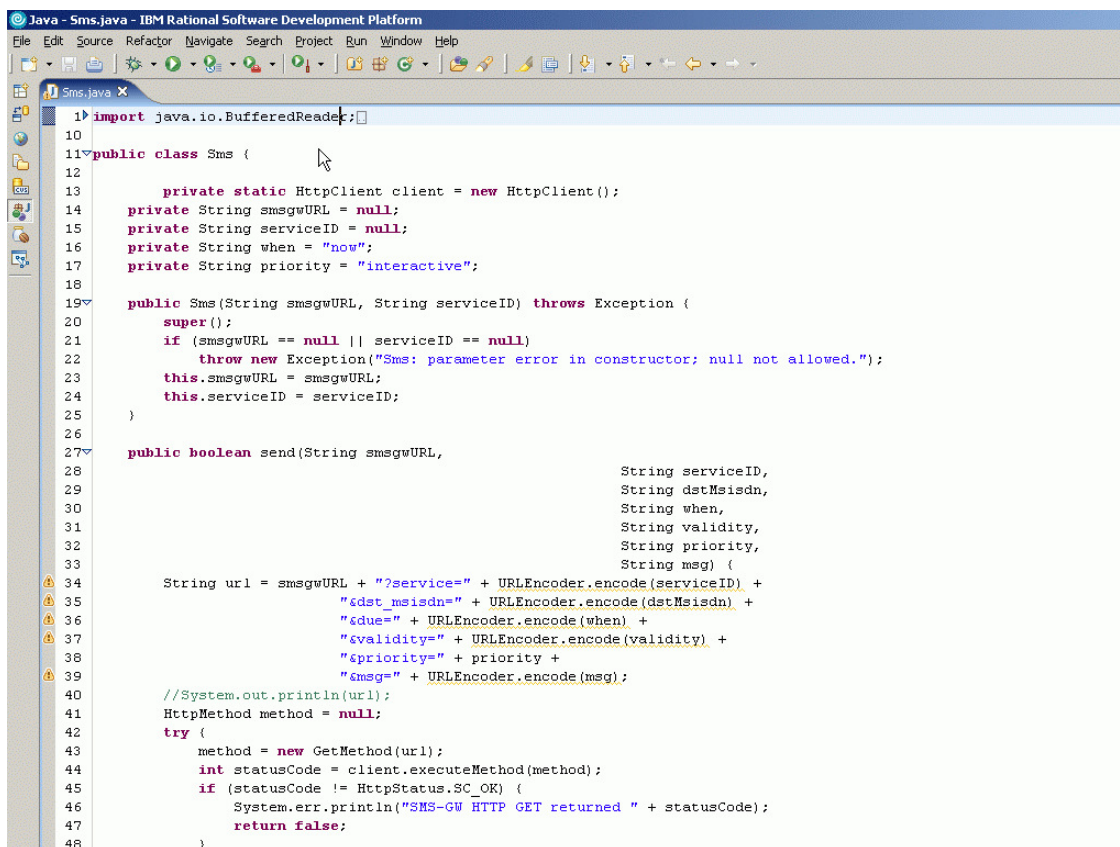 Java - Sms.java - IBM Rational Software Development Platform
File Edit Source Refactor Navigate Search Project Run Window Help
Sms.java
1 import java.io.BufferedReader;
10
11 public class Sms {
12
13 private static HttpClient client = new HttpClient();
14 private String smsgwURL = null;
15 private String serviceID = null;
16 private String when = "now";
17 private String priority = "interactive";
18
19 public Sms(String smsgwURL, String serviceID) throws Exception {
20 super();
21 if (smsgwURL == null || serviceID == null)
22 throw new Exception("Sms: parameter error in constructor; null not allowed.");
23 this.smsgwURL = smsgwURL;
24 this.serviceID = serviceID;
25 }
26
27 public boolean send(String smsgwURL,
28 String serviceID,
29 String dstMsisdn,
30 String when,
31 String validity,
32 String priority,
33 String msg) {
34 String url = smsgwURL + "?service=" + URLEncoder.encode(serviceID) +
35 "&dst_msisdn=" + URLEncoder.encode(dstMsisdn) +
36 "&due=" + URLEncoder.encode(when) +
37 "&validity=" + URLEncoder.encode(validity) +
38 "&priority=" + priority +
39 "&msg=" + URLEncoder.encode(msg);
40 //System.out.println(url);
41 HttpMethod method = null;
42 try {
43 method = new GetMethod(url);
44 int statusCode = client.executeMethod(method);
45 if (statusCode != HttpStatus.SC_OK) {
46 System.err.println("SMS-GW HTTP GET returned " + statusCode);
47 return false;
48 }